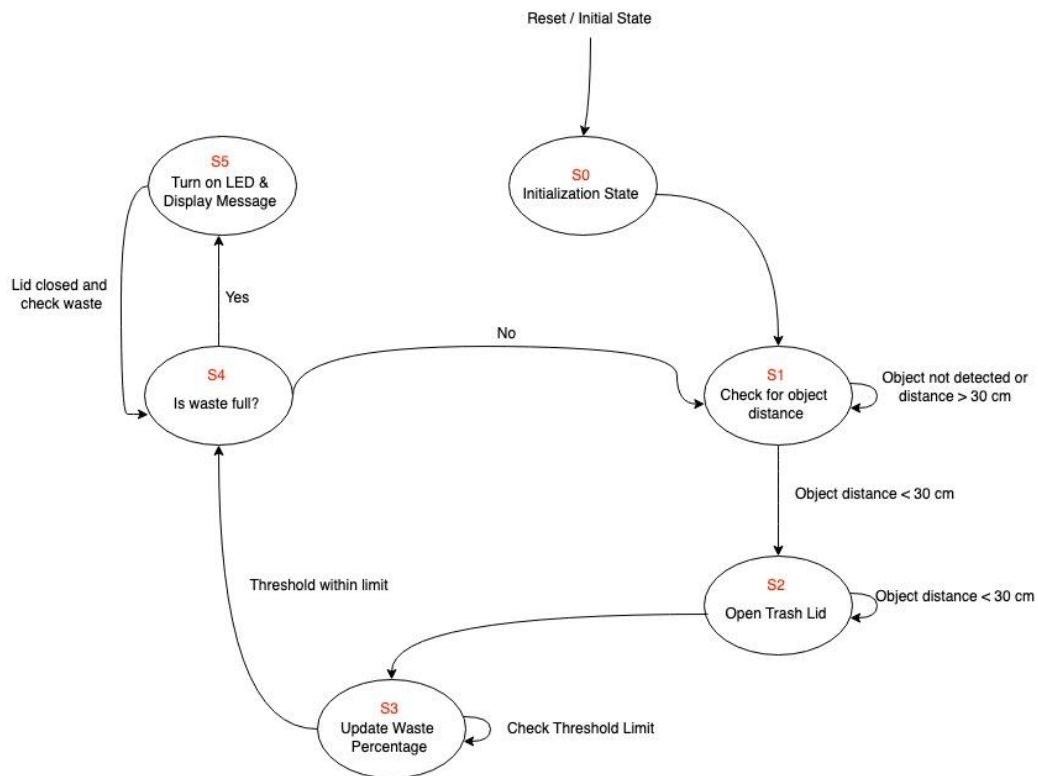 Reset / Initial State
S0
Initialization State
S5
Turn on LED &
Display Message
Lid closed and
check waste
Yes
No
S4
Is waste full?
S1
Check for object
distance
Object not detected or
distance > 30 cm
Object distance < 30 cm
S2
Open Trash Lid
Object distance < 30 cm
Threshold within limit
S3
Update Waste
Percentage
Check Threshold Limit